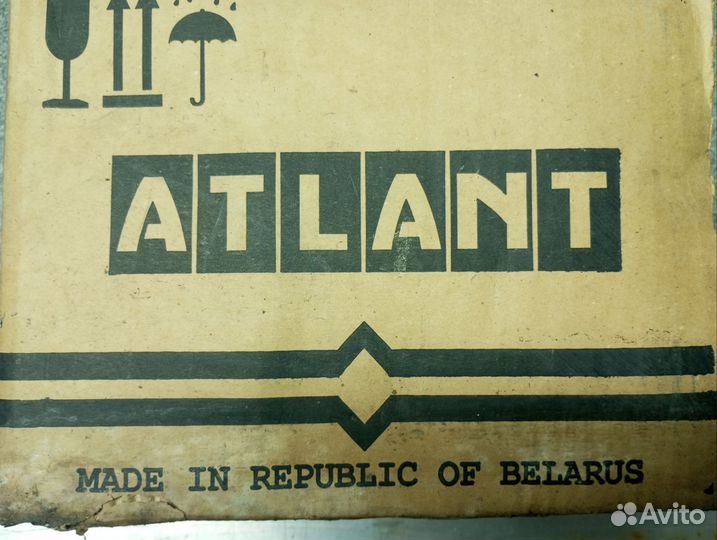 ATLANT
MADE IN REPUBLIC OF BELARUS
Avito